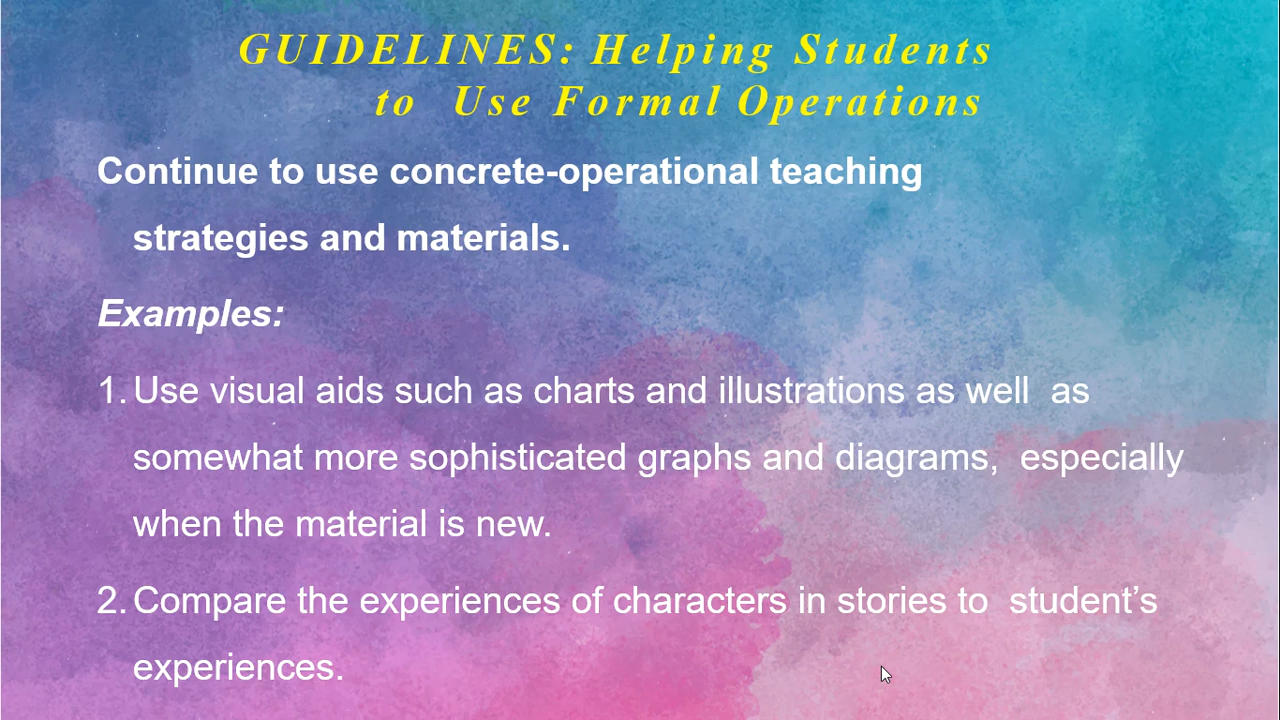 GUIDELINES: Helping Students
to Use Formal Operations
Continue to use concrete-operational teaching
strategies and materials.
Examples:
1. Use visual aids such as charts and illustrations as well as
somewhat more sophisticated graphs and diagrams, especially
when the material is new.
2. Compare the experiences of characters in stories to student’s
experiences.